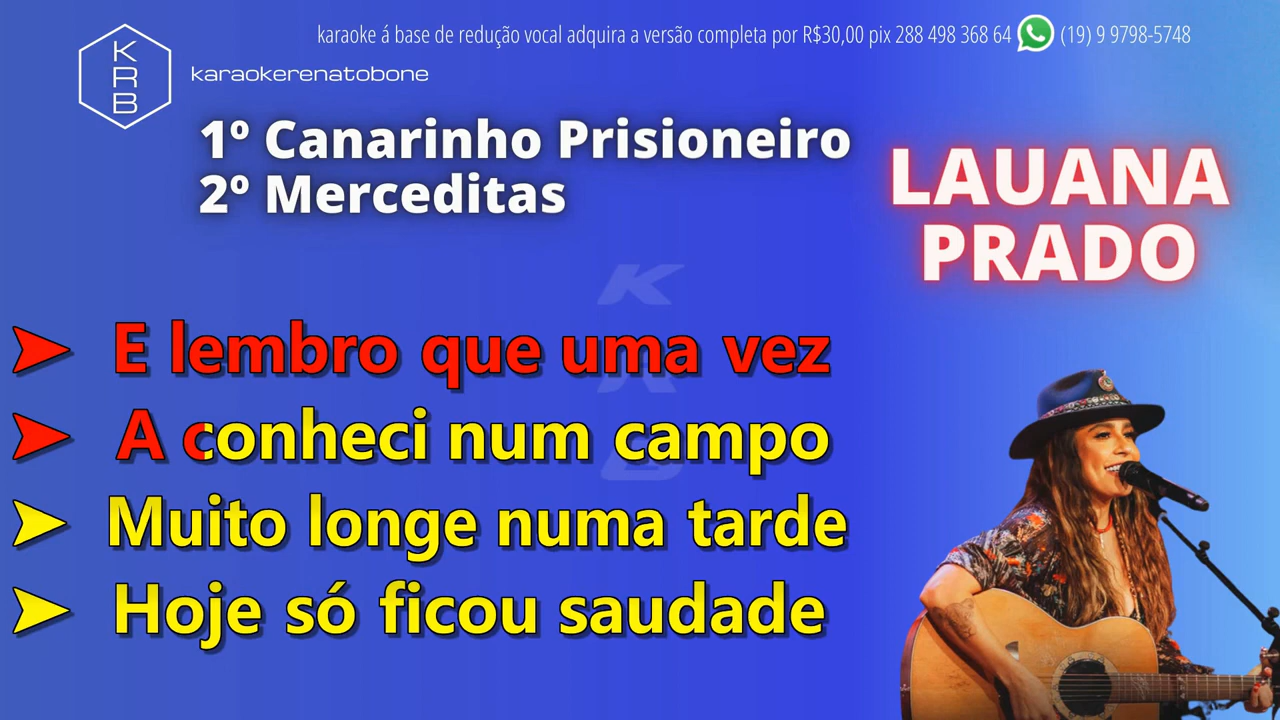 karaoke á base de redução vocal adquira a versão completa por R$30,00 pix 288 498 368 64 (19) 9 9798-5748
KRB
karaokerenatobone
1º Canarinho Prisioneiro
2º Merceditas
LAUANA
PRADO
K
R
B
E lembro que uma vez
A conheci num campo
Muito longe numa tarde
Hoje só ficou saudade